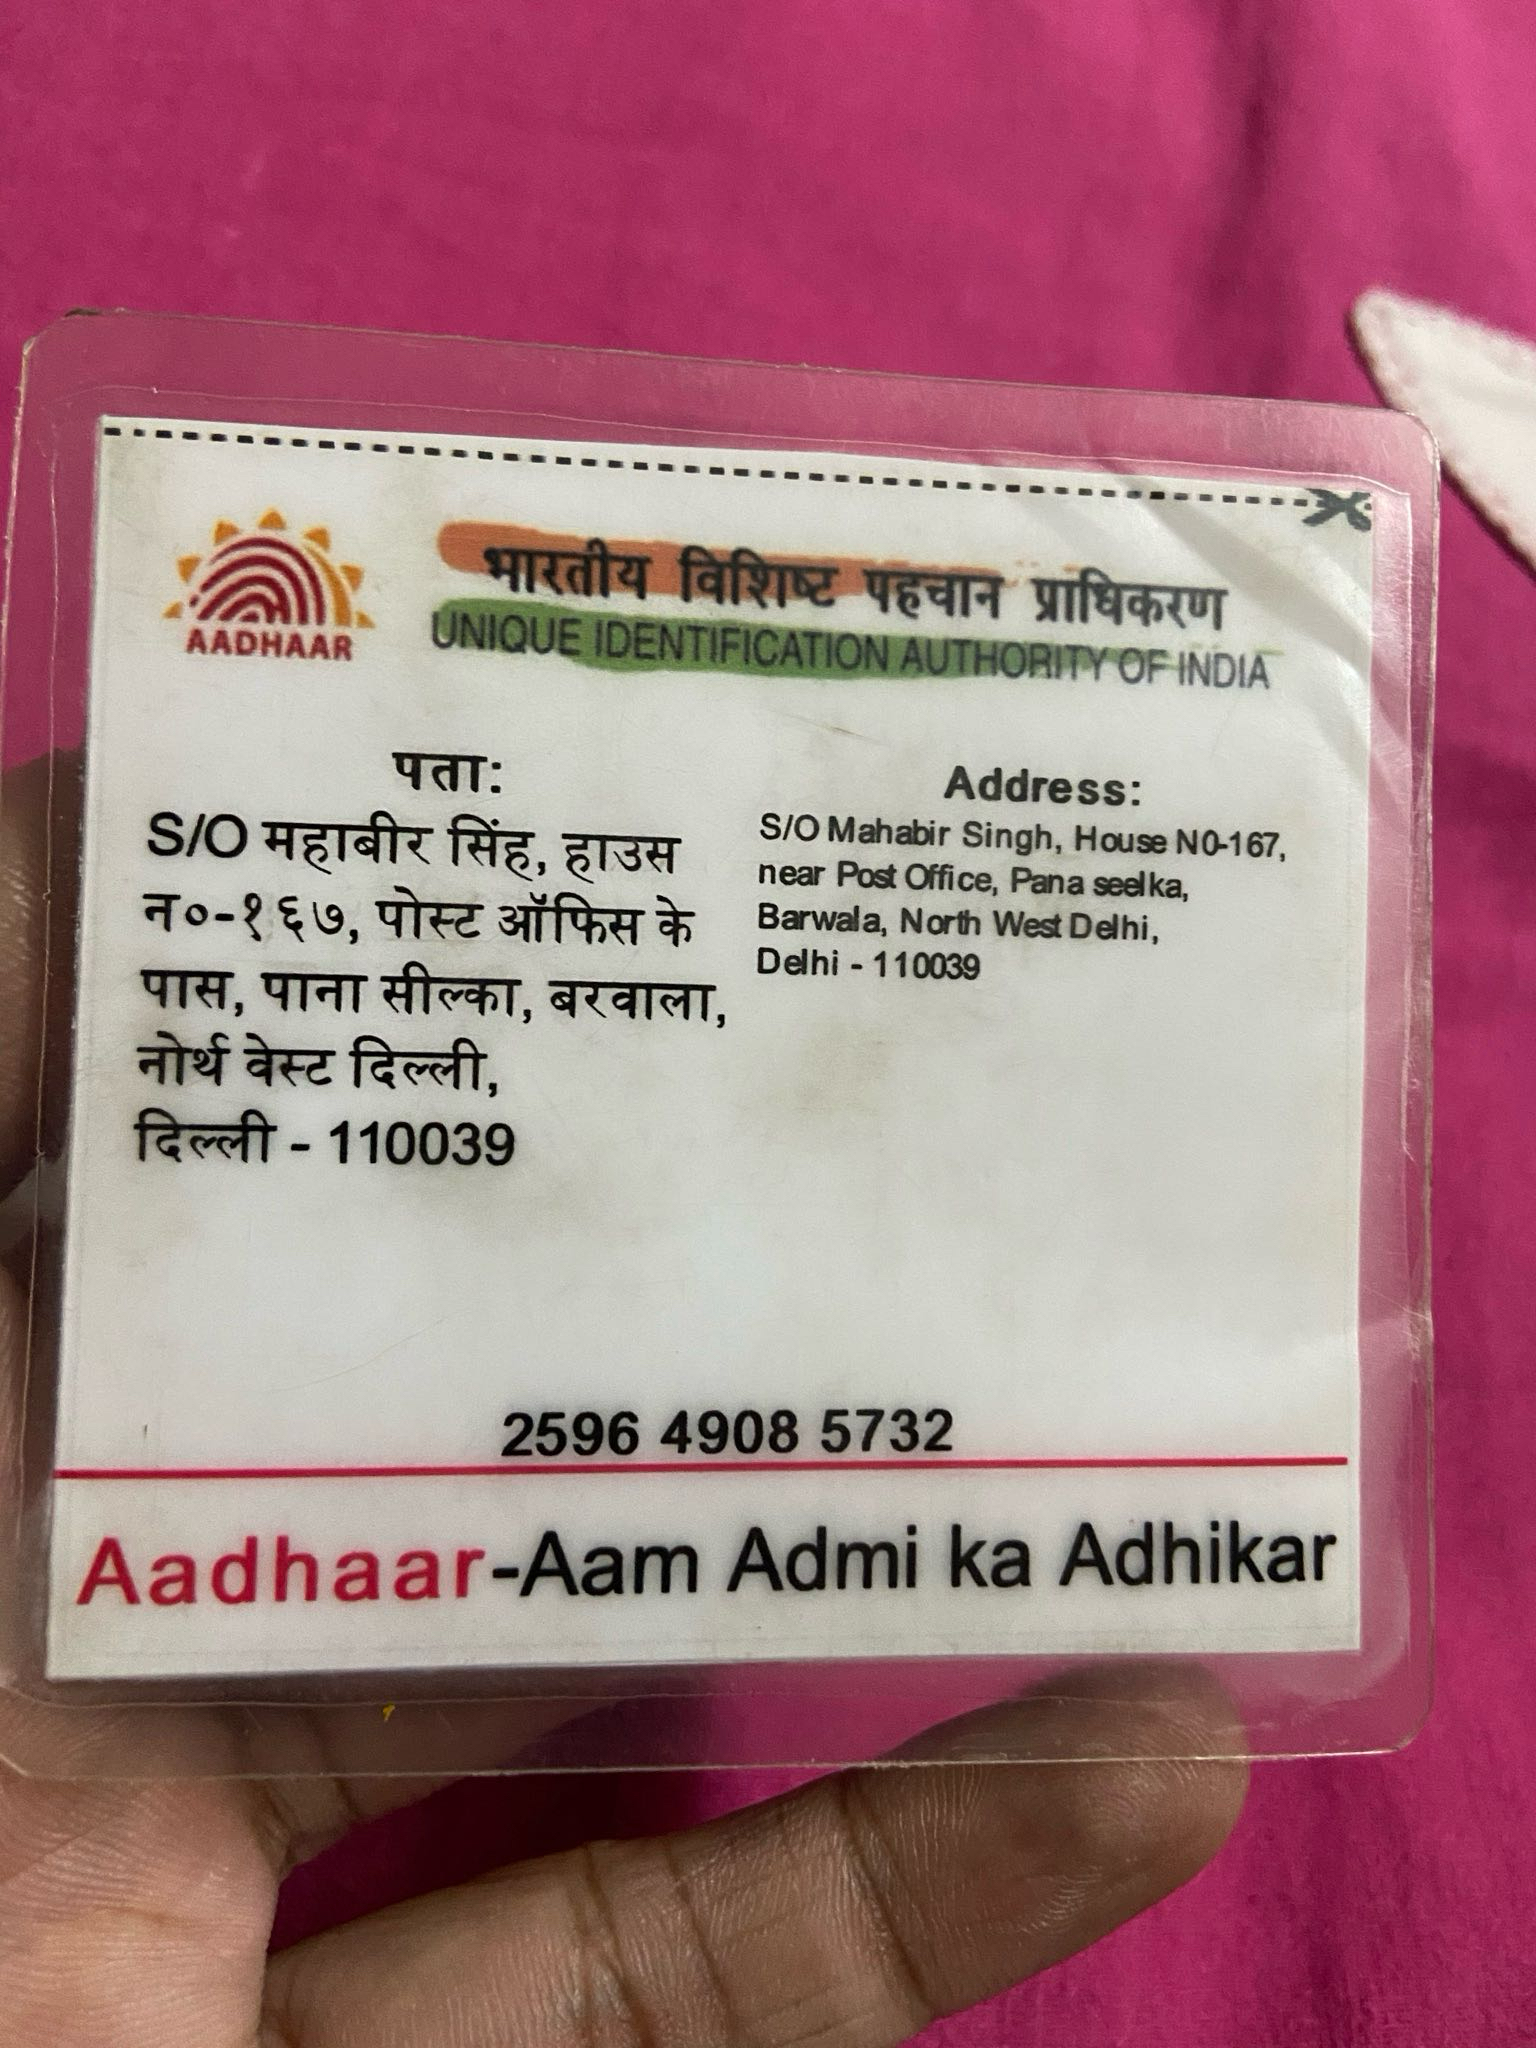 AADHAAR
भारतीय विशिष्ट पहचान प्राधिकरण
UNIQUE IDENTIFICATION AUTHORITY OF INDIA
पता:
S/O महाबीर सिंह, हाउस
न०-१६७, पोस्ट ऑफिस के
पास, पाना सील्का, बरवाला,
नोर्थ वेस्ट दिल्ली,
दिल्ली - 110039
Address:
S/O Mahabir Singh, House N0-167,
near Post Office, Pana seelka,
Barwala, North West Delhi,
Delhi - 110039
2596 4908 5732
Aadhaar-Aam Admi ka Adhikar